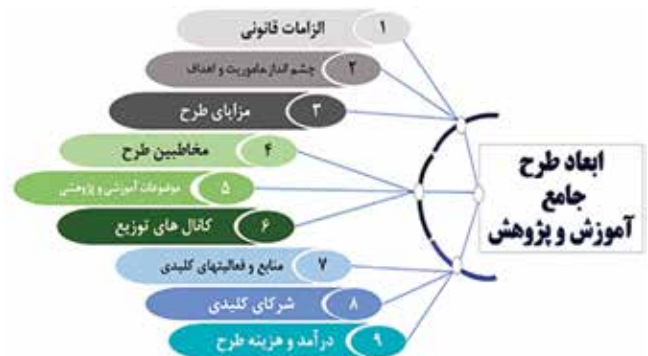 ابعاد طرح
جامع
آموزش و پژوهش
۱ الزامات قانونی
۲ چشم انداز،ماموریت و اهداف
۳ مزایای طرح
۴ مخاطبین طرح
۵ موضوعات آموزشی و پژوهشی
۶ کانال های توزیع
۷ منابع و فعالیتهای کلیدی
۸ شرکای کلیدی
۹ درآمد و هزینه طرح